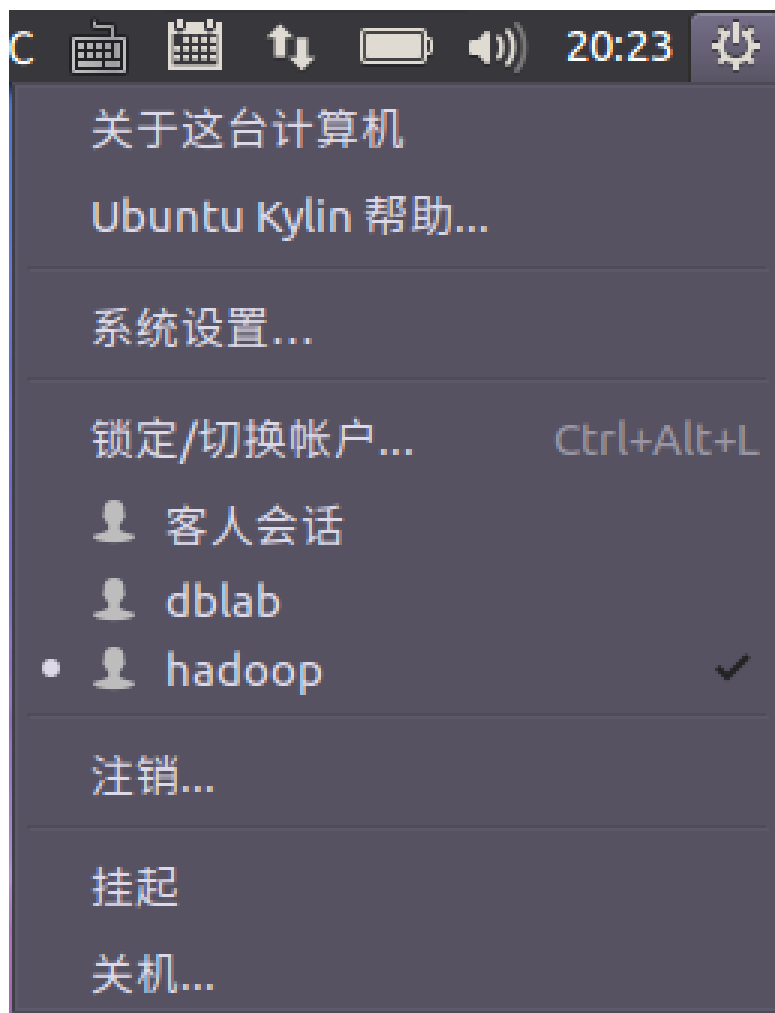 C 20:23
关于这台计算机
Ubuntu Kylin 帮助...
系统设置...
锁定/切换帐户... Ctrl+Alt+L
客人会话
dblab
hadoop
注销...
挂起
关机...